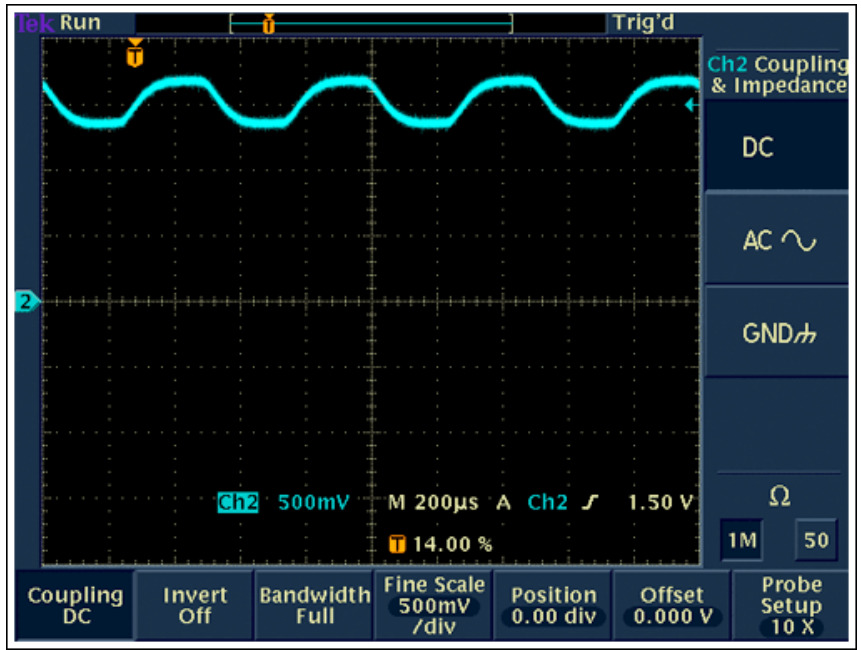 Tek Run Trig'd
T
T
Ch2 Coupling
& Impedance
DC
AC
GND
2
Ch2 500mV M 200µs A Ch2 1.50 V
T 14.00 %
Ω
1M 50
Coupling
DC
Invert
Off
Bandwidth
Full
Fine Scale
500mV
/div
Position
0.00 div
Offset
0.000 V
Probe
Setup
10 X